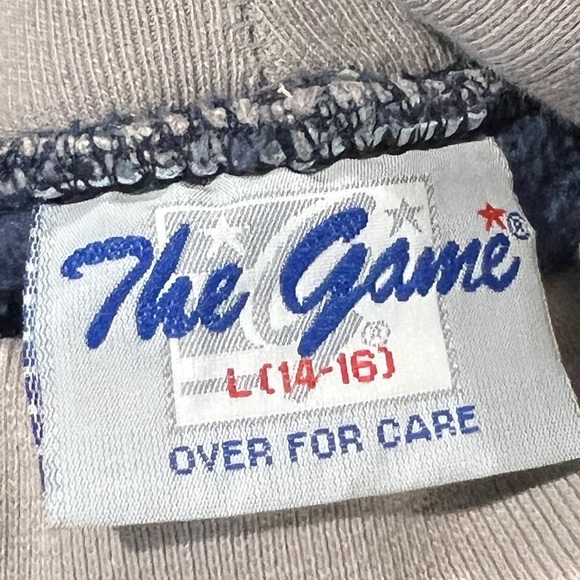 The Game®
®
L (14-16)
OVER FOR CARE